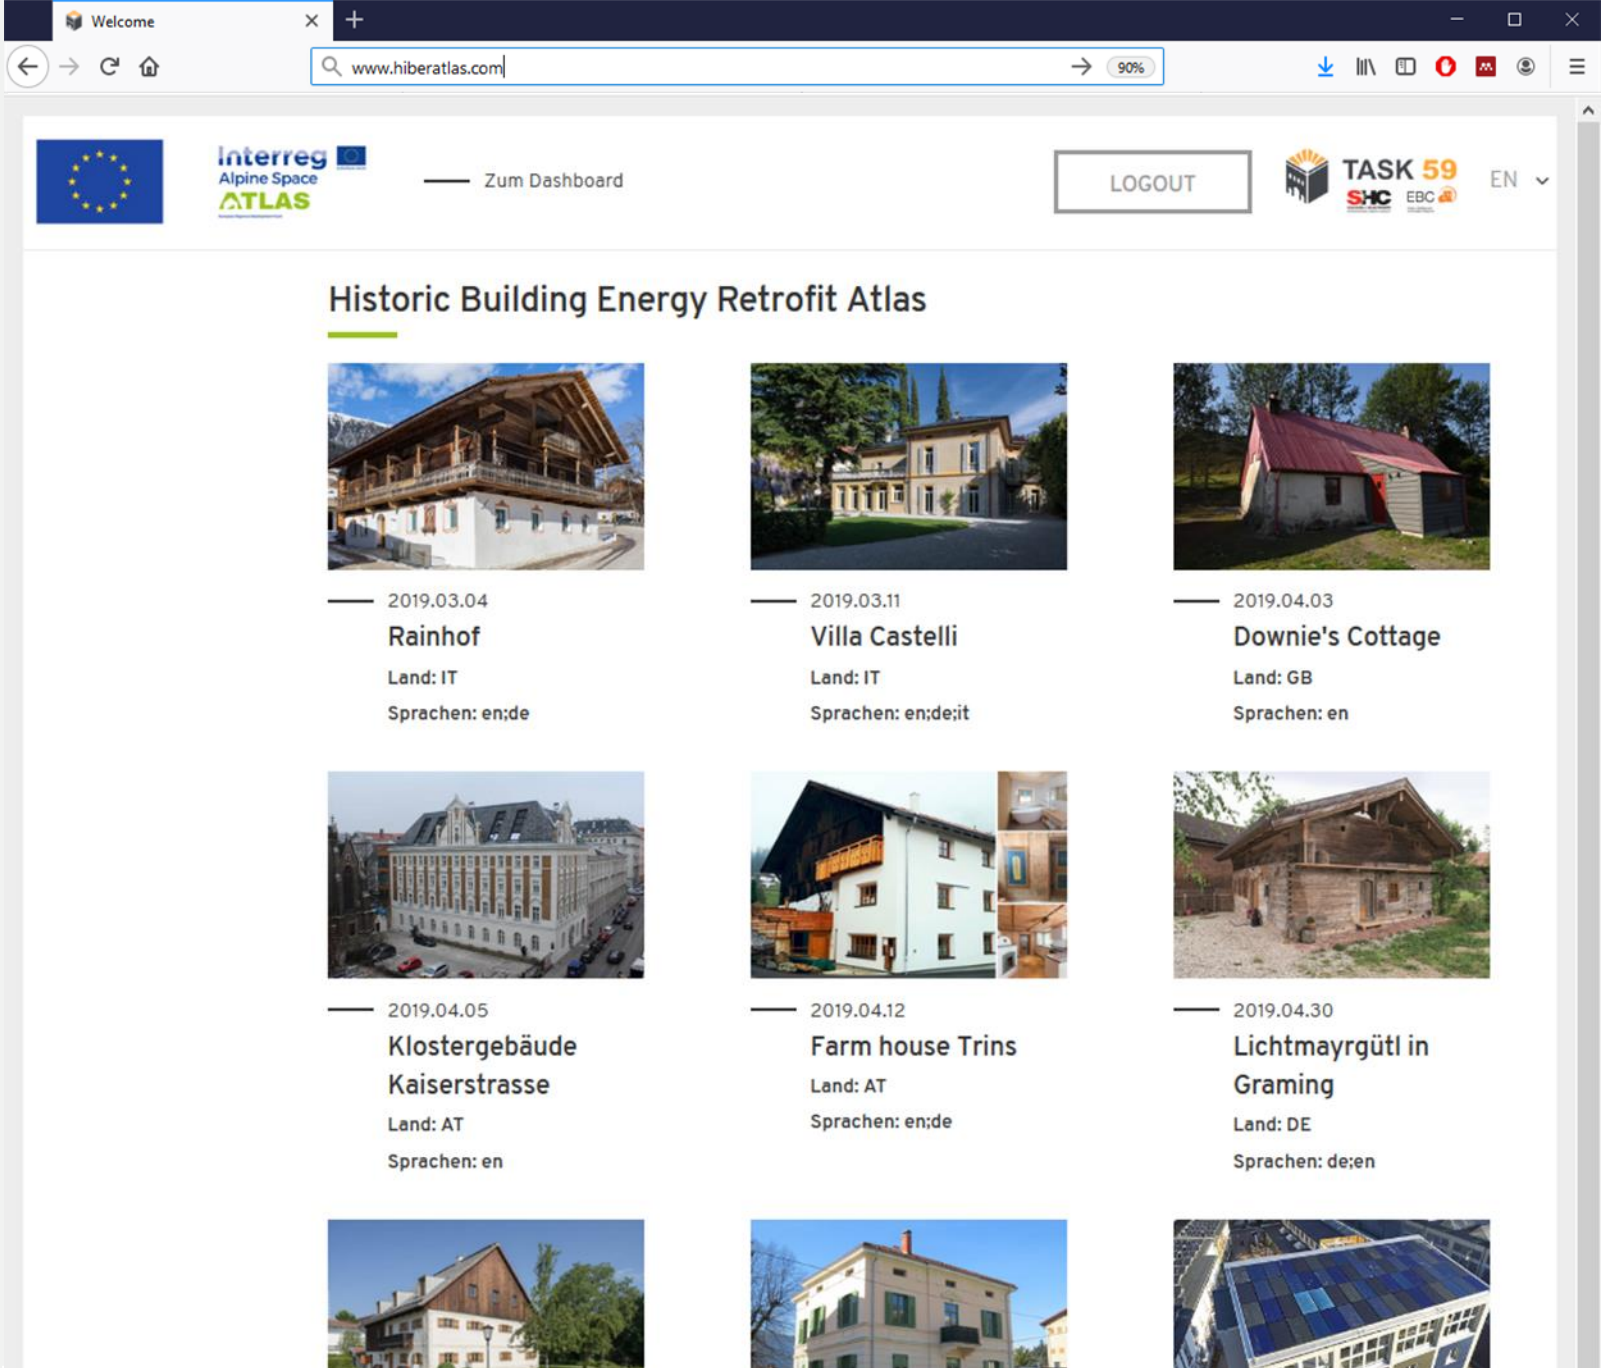 Welcome
www.hiberatlas.com
90%
Interreg
Alpine Space
ATLAS
Zum Dashboard
LOGOUT
TASK 59
SHC EBC
EN
Historic Building Energy Retrofit Atlas
2019.03.04
Rainhof
Land: IT
Sprachen: en;de
2019.03.11
Villa Castelli
Land: IT
Sprachen: en;de;it
2019.04.03
Downie's Cottage
Land: GB
Sprachen: en
2019.04.05
Klostergebäude
Kaiserstrasse
Land: AT
Sprachen: en
2019.04.12
Farm house Trins
Land: AT
Sprachen: en;de
2019.04.30
Lichtmayrgütl in
Graming
Land: DE
Sprachen: de;en